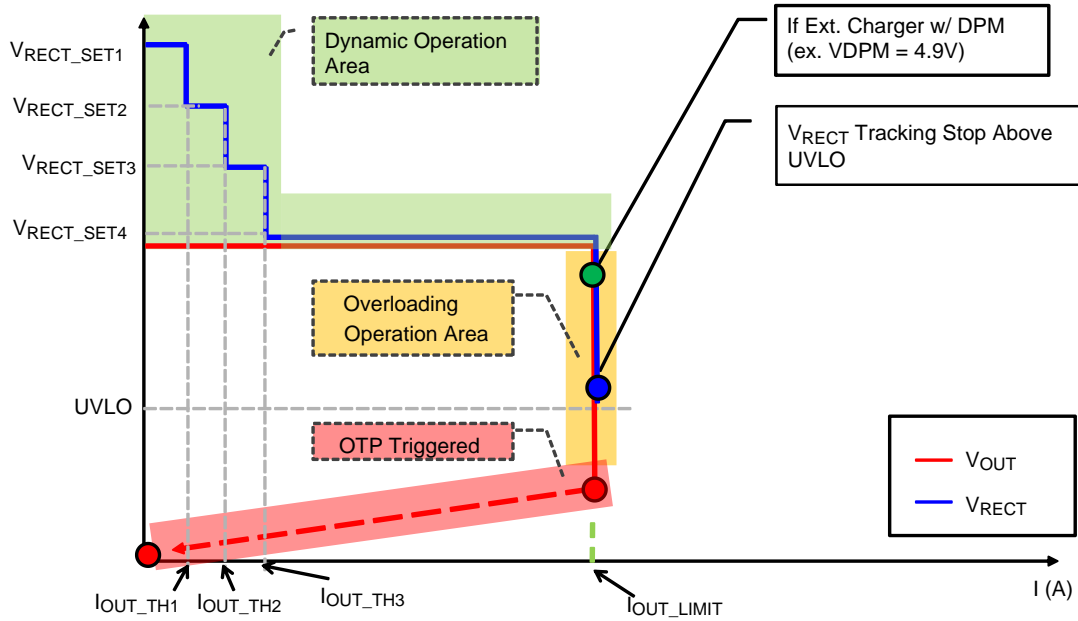 VRECT_SET1
VRECT_SET2
VRECT_SET3
VRECT_SET4
UVLO
Dynamic Operation
Area
If Ext. Charger w/ DPM
(ex. VDPM = 4.9V)
VRECT Tracking Stop Above
UVLO
Overloading
Operation Area
OTP Triggered
VOUT
VRECT
IOUT_TH1
IOUT_TH2
IOUT_TH3
IOUT_LIMIT
I (A)